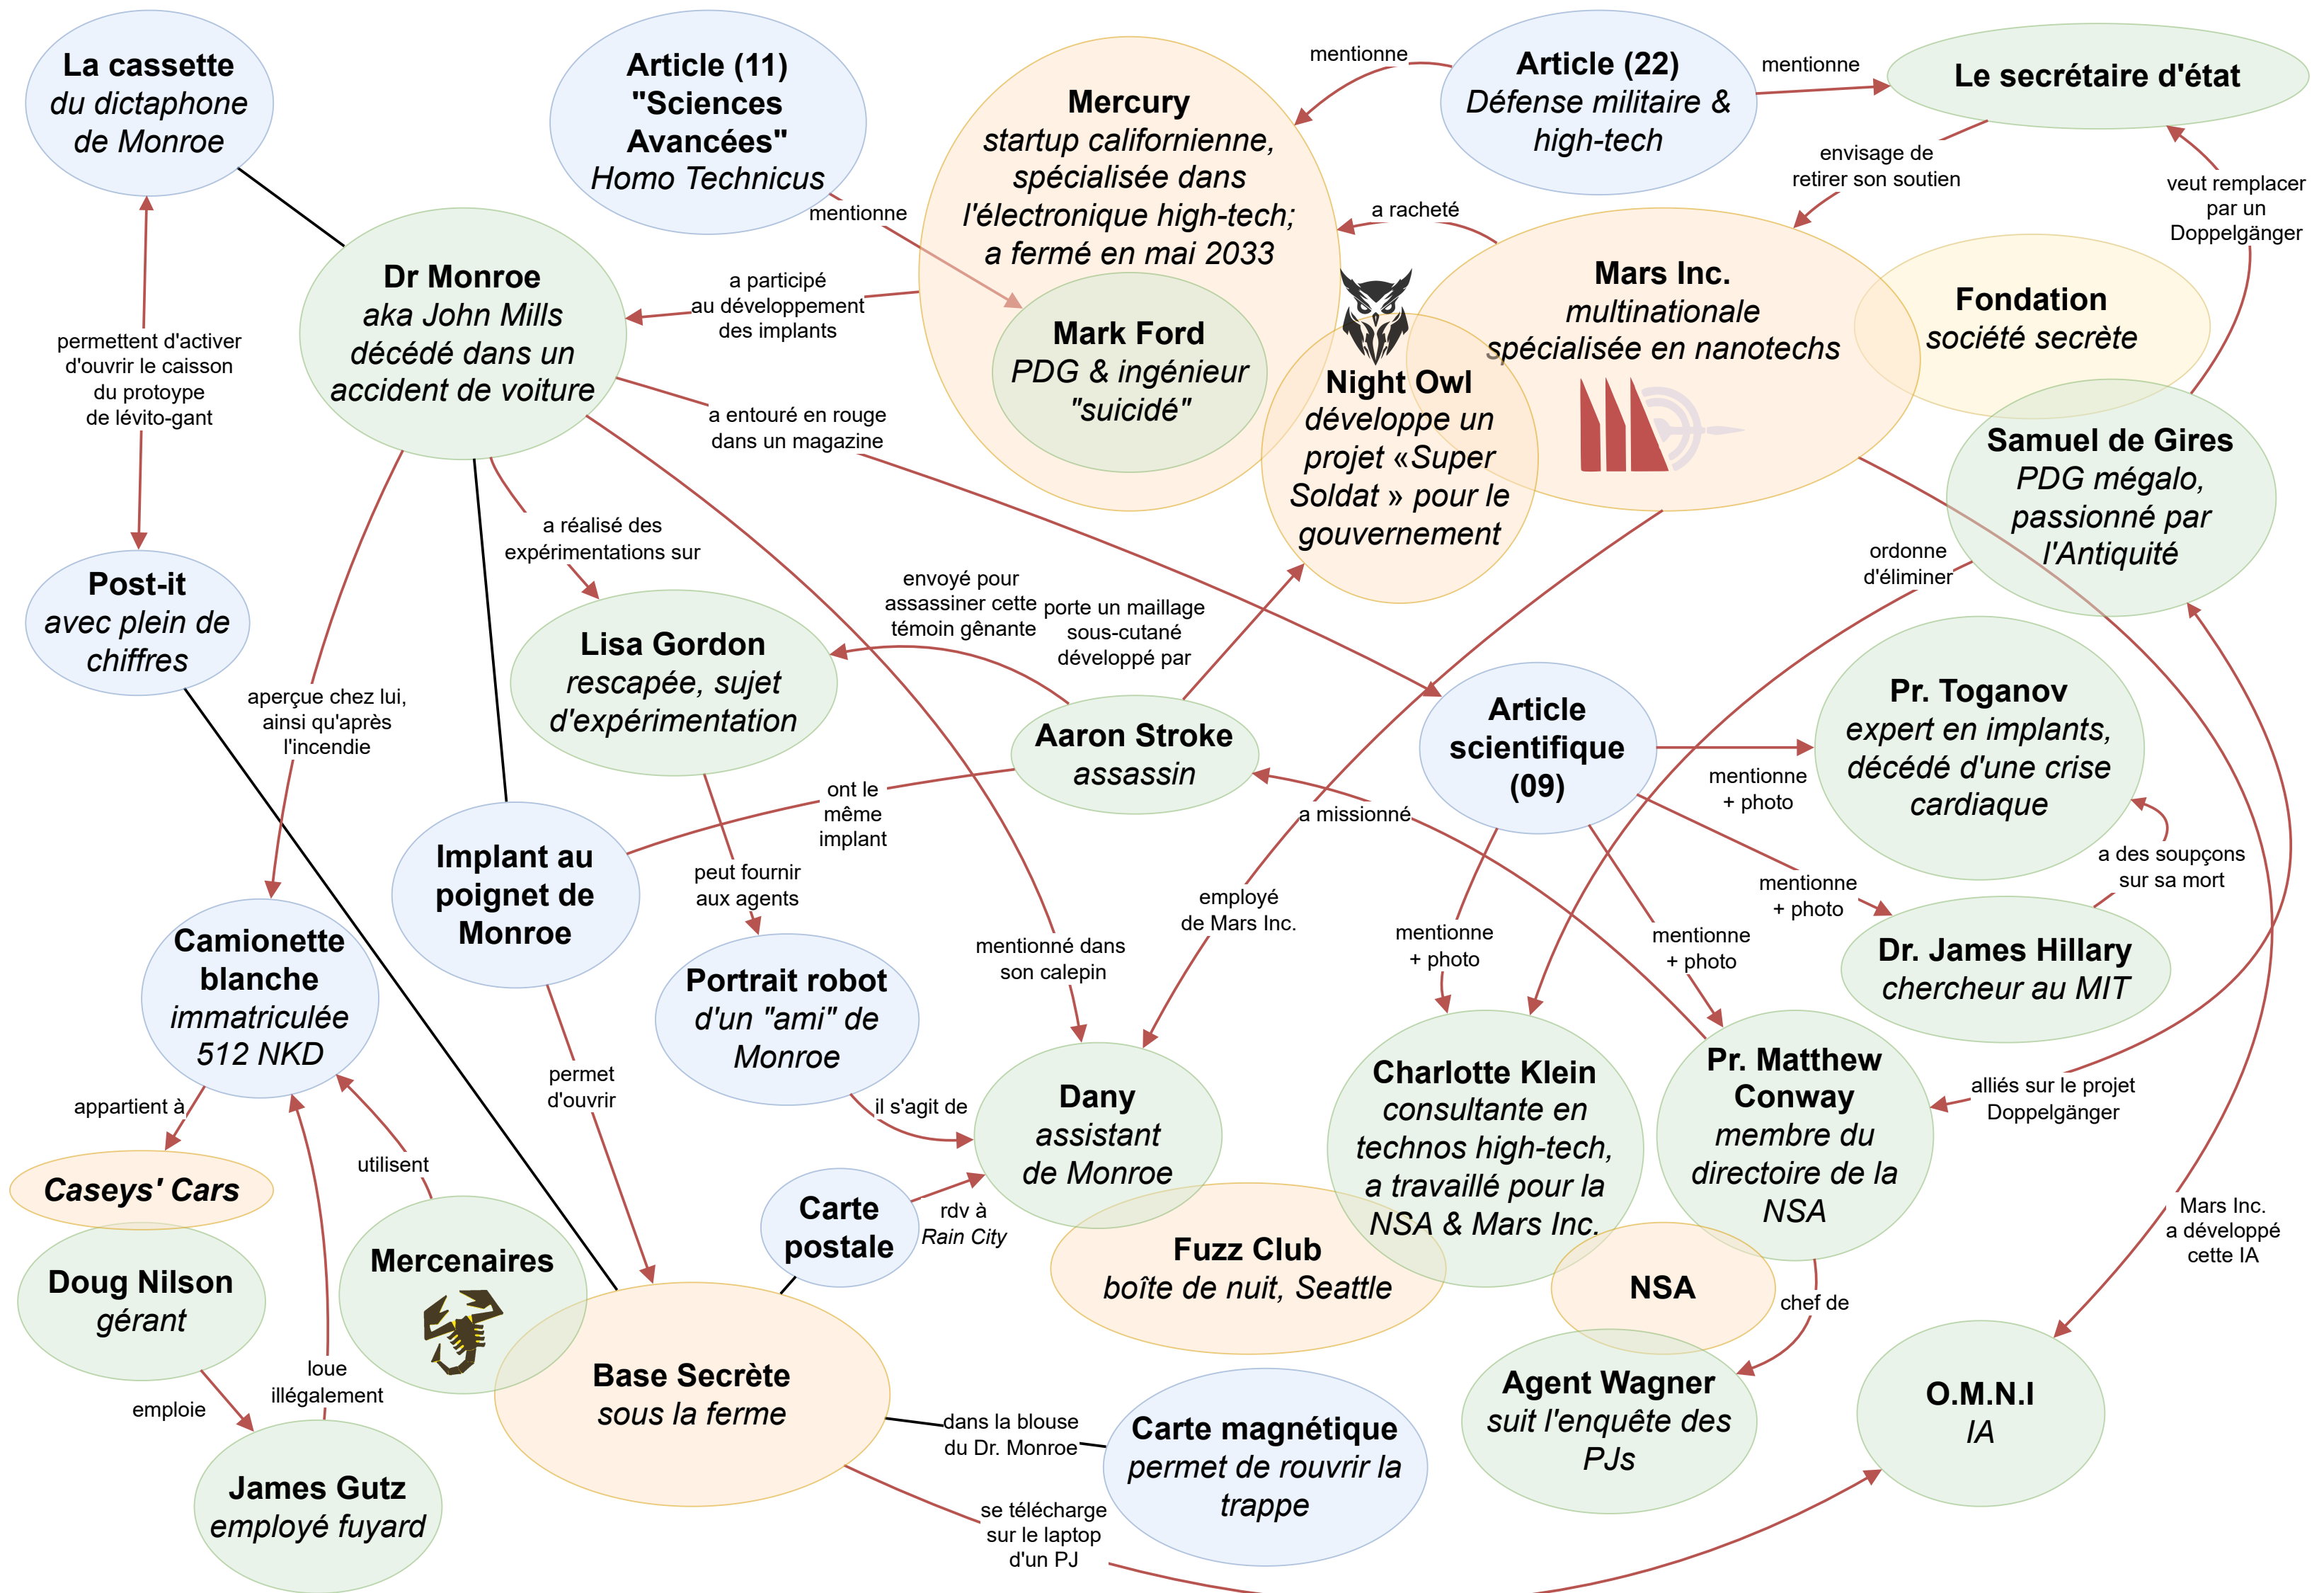 La cassette
du dictaphone
de Monroe
Article (11)
"Sciences
Avancées"
Homo Technicus
mentionne
Mercury
startup californienne,
spécialisée dans
l'électronique high-tech;
a fermé en mai 2033
mentionne
Article (22)
Défense militaire &
high-tech
mentionne
Le secrétaire d'état
envisage de
retirer son soutien
veut remplacer
par un
Doppelgänger
a racheté
Mars Inc.
multinationale
spécialisée en nanotechs
Fondation
société secrète
Dr Monroe
aka John Mills
décédé dans un
accident de voiture
a participé
au développement
des implants
Mark Ford
PDG & ingénieur
"suicidé"
Night Owl
développe un
projet «Super
Soldat » pour le
gouvernement
Samuel de Gires
PDG mégalo,
passionné par
l'Antiquité
permettent d'activer
d'ouvrir le caisson
du protoype
de lévito-gant
a entouré en rouge
dans un magazine
a réalisé des
expérimentations sur
ordonne
d'éliminer
Post-it
avec plein de
chiffres
envoyé pour
assassiner cette
témoin gênante
porte un maillage
sous-cutané
développé par
Lisa Gordon
rescapée, sujet
d'expérimentation
aperçue chez lui,
ainsi qu'après
l'incendie
Aaron Stroke
assassin
Article
scientifique
(09)
Pr. Toganov
expert en implants,
décédé d'une crise
cardiaque
mentionne
+ photo
ont le
même
implant
a missionné
Implant au
poignet de
Monroe
peut fournir
aux agents
employé
de Mars Inc.
mentionne
+ photo
a des soupçons
sur sa mort
Camionette
blanche
immatriculée
512 NKD
Portrait robot
d'un "ami" de
Monroe
mentionné dans
son calepin
mentionne
+ photo
mentionne
+ photo
Dr. James Hillary
chercheur au MIT
permet
d'ouvrir
appartient à
il s'agit de
Dany
assistant
de Monroe
Charlotte Klein
consultante en
technos high-tech,
a travaillé pour la
NSA & Mars Inc.
Pr. Matthew
Conway
membre du
directoire de la
NSA
alliés sur le projet
Doppelgänger
utilisent
Caseys' Cars
Carte
postale
rdv à
Rain City
Mars Inc.
a développé
cette IA
Doug Nilson
gérant
Mercenaires
Fuzz Club
boîte de nuit, Seattle
NSA
chef de
loue
illégalement
emploie
Base Secrète
sous la ferme
dans la blouse
du Dr. Monroe
Carte magnétique
permet de rouvrir la
trappe
Agent Wagner
suit l'enquête des
PJs
O.M.N.I
IA
James Gutz
employé fuyard
se télécharge
sur le laptop
d'un PJ